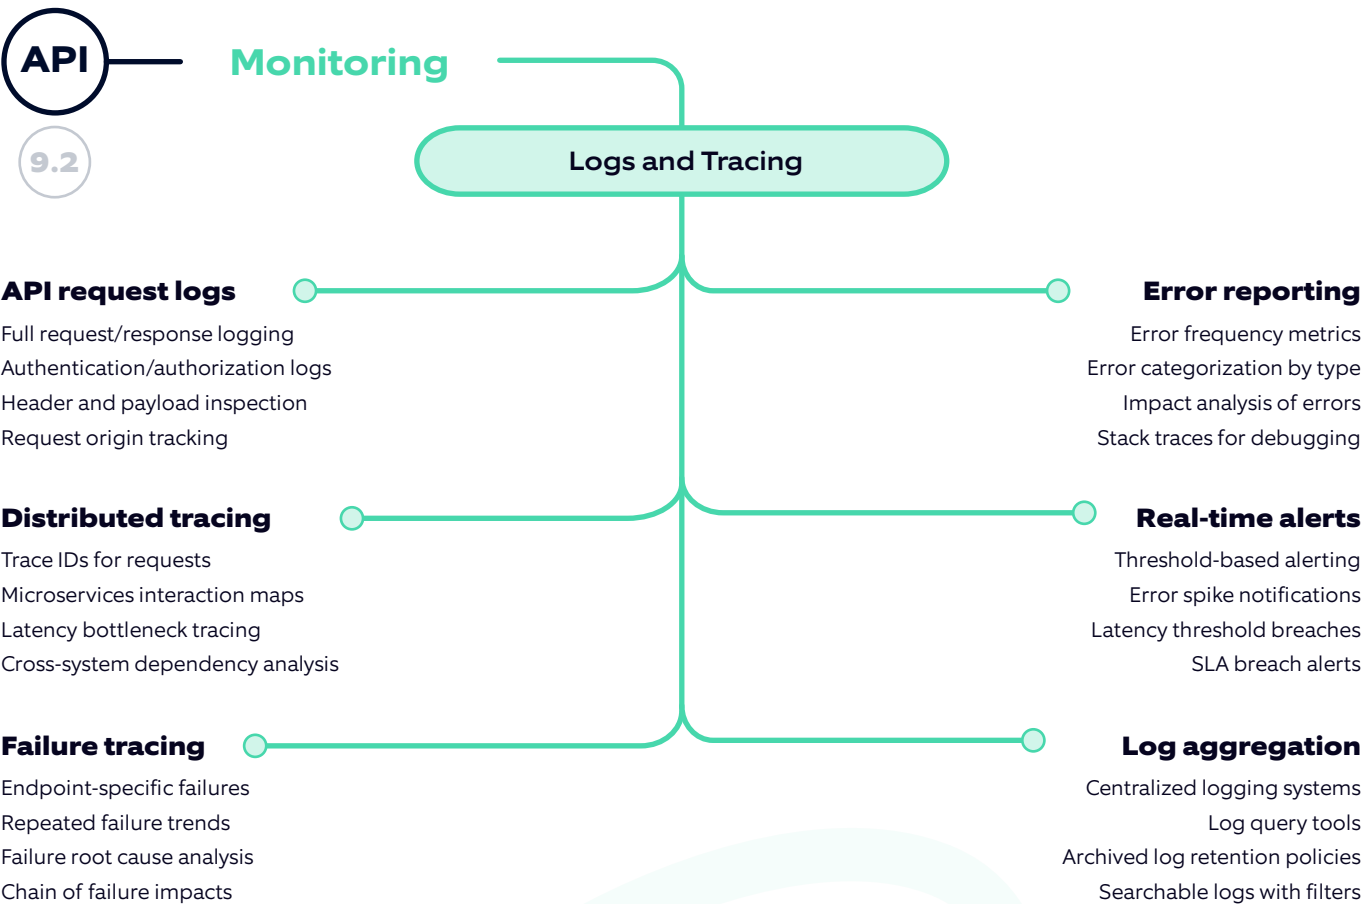 API
Monitoring
9.2
Logs and Tracing
API request logs
Full request/response logging
Authentication/authorization logs
Header and payload inspection
Request origin tracking
Error reporting
Error frequency metrics
Error categorization by type
Impact analysis of errors
Stack traces for debugging
Distributed tracing
Trace IDs for requests
Microservices interaction maps
Latency bottleneck tracing
Cross-system dependency analysis
Real-time alerts
Threshold-based alerting
Error spike notifications
Latency threshold breaches
SLA breach alerts
Failure tracing
Endpoint-specific failures
Repeated failure trends
Failure root cause analysis
Chain of failure impacts
Log aggregation
Centralized logging systems
Log query tools
Archived log retention policies
Searchable logs with filters